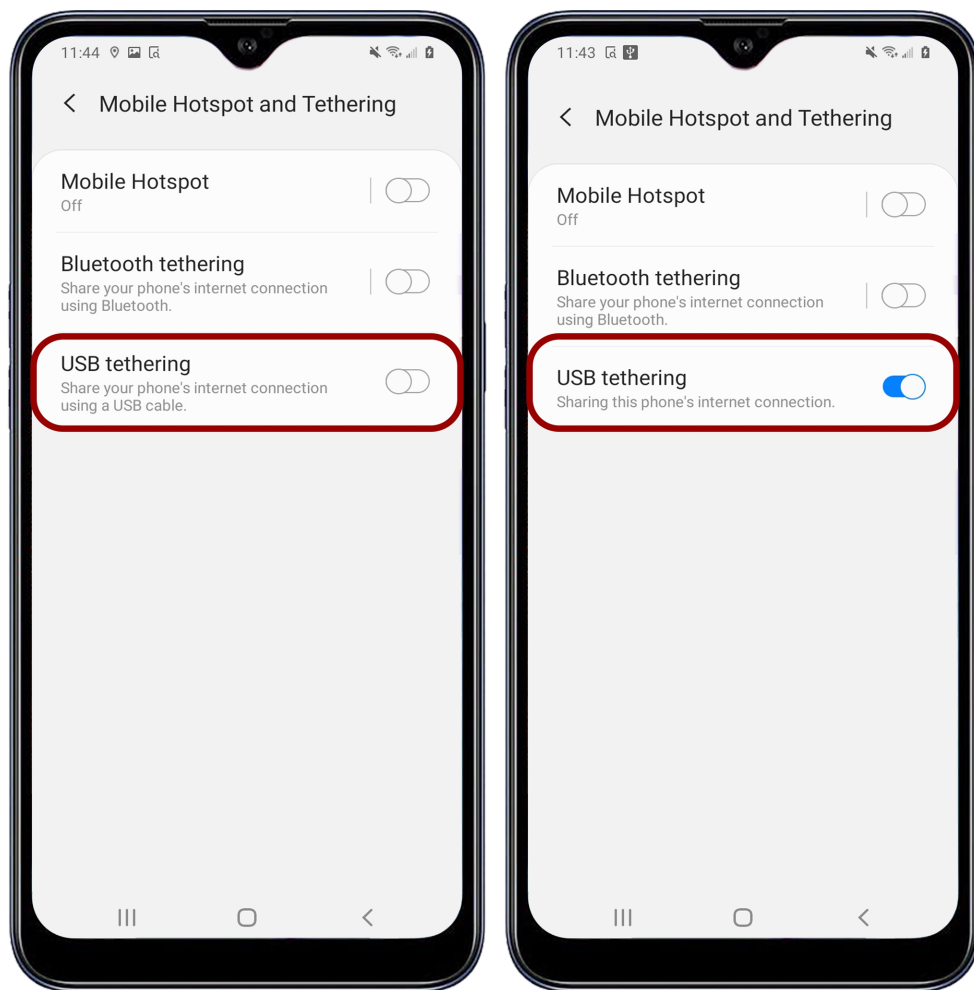 11:44
Mobile Hotspot and Tethering
Mobile Hotspot
Off
Bluetooth tethering
Share your phone's internet connection
using Bluetooth.
USB tethering
Share your phone's internet connection
using a USB cable.
11:43
Mobile Hotspot and Tethering
Mobile Hotspot
Off
Bluetooth tethering
Share your phone's internet connection
using Bluetooth.
USB tethering
Sharing this phone's internet connection.